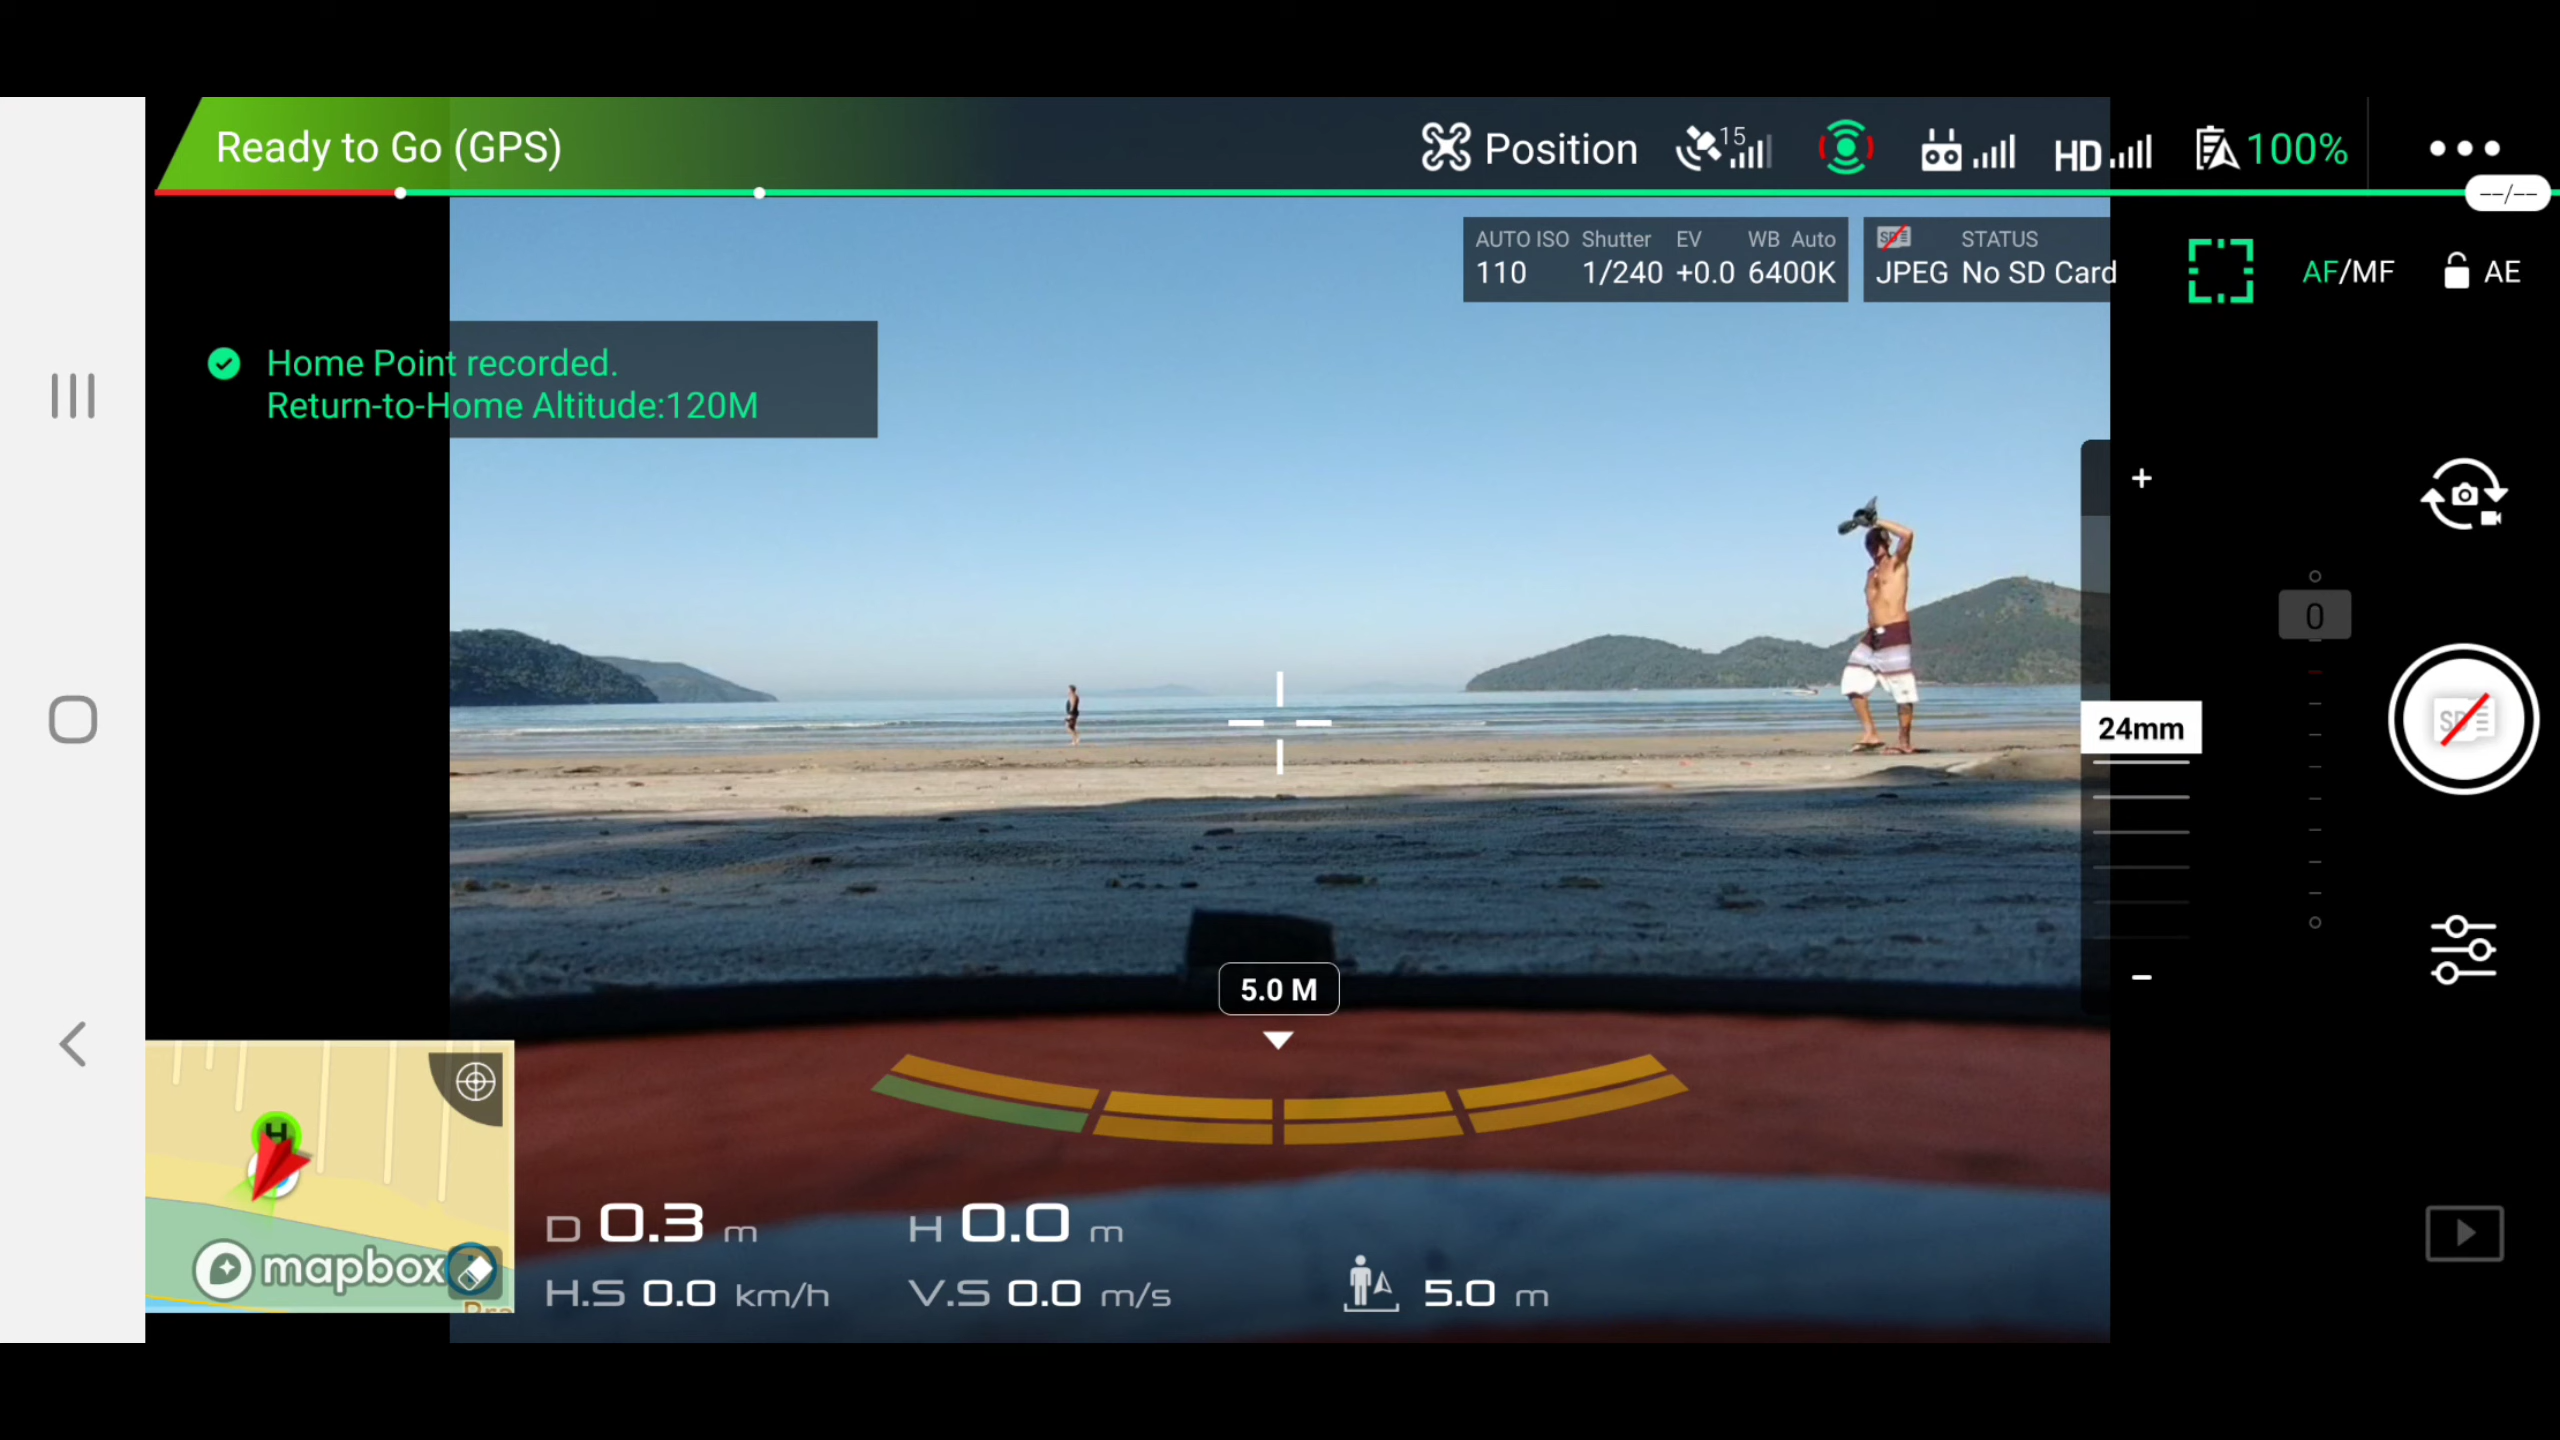 Ready to Go (GPS)
Position
15
HD
100%
--/--
AUTO ISO Shutter EV WB Auto
110 1/240 +0.0 6400K
SD STATUS
JPEG No SD Card
AF/MF
AE
Home Point recorded.
Return-to-Home Altitude:120M
+
0
24mm
SD
-
5.0 M
H
mapbox
D 0.3 m
H 0.0 m
H.S 0.0 km/h
V.S 0.0 m/s
5.0 m